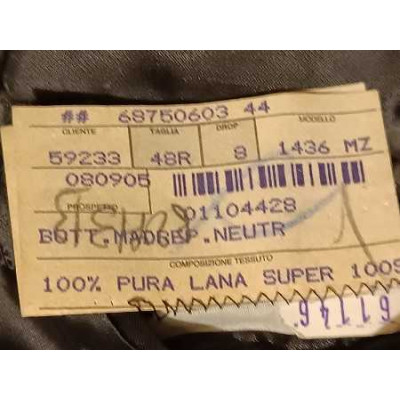 ## 68750603 44
CLIENTE TAGLIA DROP MODELLO
59233 48R 8 1436 MZ
080905
PROSPETTO 01104428
BOTT.MADREP.NEUTR
COMPOSIZIONE TESSUTO
100% PURA LANA SUPER 100S
61146